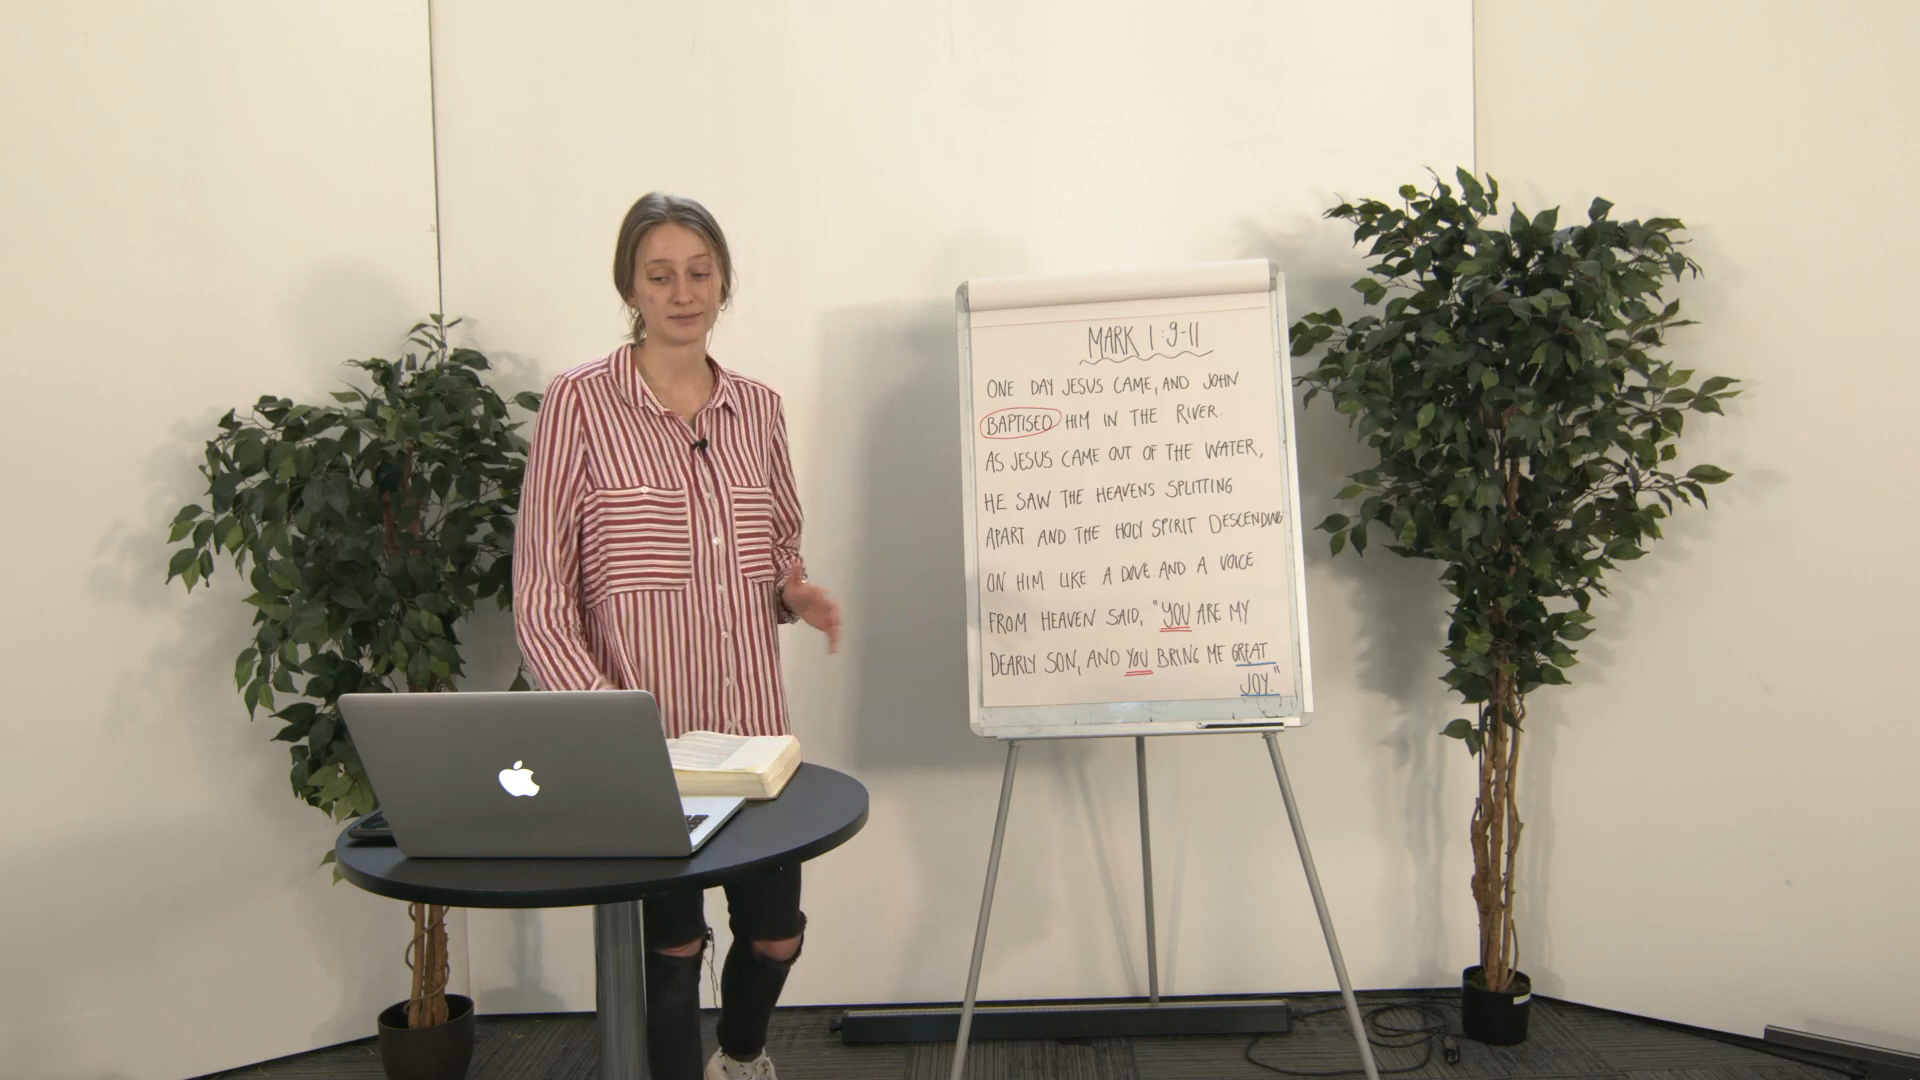 MARK 1:9-11
ONE DAY JESUS CAME, AND JOHN
BAPTISED HIM IN THE RIVER.
AS JESUS CAME OUT OF THE WATER,
HE SAW THE HEAVENS SPLITTING
APART AND THE HOLY SPIRIT DESCENDING
ON HIM LIKE A DOVE. AND A VOICE
FROM HEAVEN SAID, "YOU ARE MY
DEARLY SON, AND YOU BRING ME GREAT
JOY."